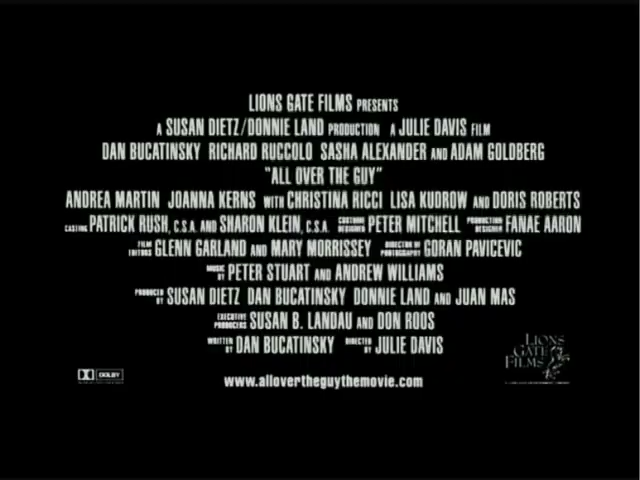 LIONS GATE FILMS PRESENTS
A SUSAN DIETZ/DONNIE LAND PRODUCTION A JULIE DAVIS FILM
DAN BUCATINSKY RICHARD RUCCOLO SASHA ALEXANDER AND ADAM GOLDBERG
"ALL OVER THE GUY"
ANDREA MARTIN JOANNA KERNS WITH CHRISTINA RICCI LISA KUDROW AND DORIS ROBERTS
CASTING PATRICK RUSH, C.S.A. AND SHARON KLEIN, C.S.A. COSTUME DESIGNER PETER MITCHELL PRODUCTION DESIGNER FANAE AARON
FILM EDITORS GLENN GARLAND AND MARY MORRISSEY DIRECTOR OF PHOTOGRAPHY GORAN PAVICEVIC
MUSIC BY PETER STUART AND ANDREW WILLIAMS
PRODUCED BY SUSAN DIETZ DAN BUCATINSKY DONNIE LAND AND JUAN MAS
EXECUTIVE PRODUCERS SUSAN B. LANDAU AND DON ROOS
WRITTEN BY DAN BUCATINSKY DIRECTED BY JULIE DAVIS
DOLBY
www.allovertheguythemovie.com
LIONS
GATE
FILMS